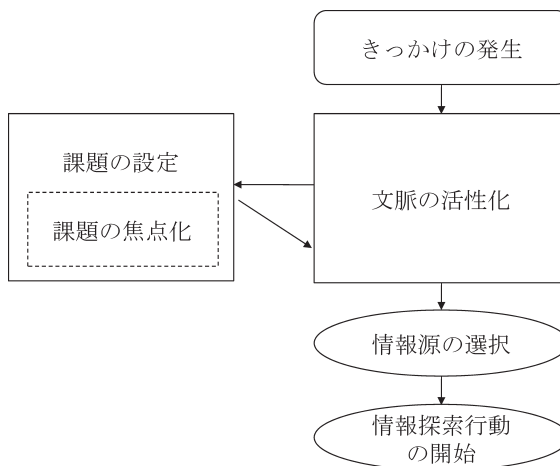 きっかけの発生
課題の設定
課題の焦点化
文脈の活性化
情報源の選択
情報探索行動
の開始